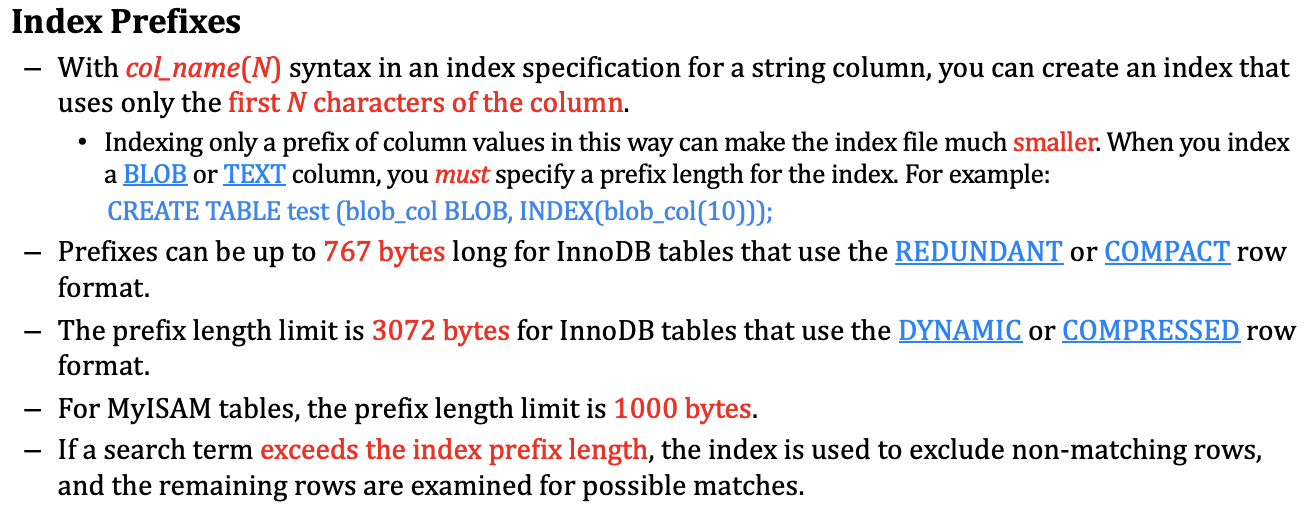 Index Prefixes
– With col_name(N) syntax in an index specification for a string column, you can create an index that
uses only the first N characters of the column.
• Indexing only a prefix of column values in this way can make the index file much smaller. When you index
a BLOB or TEXT column, you must specify a prefix length for the index. For example:
CREATE TABLE test (blob_col BLOB, INDEX(blob_col(10)));
– Prefixes can be up to 767 bytes long for InnoDB tables that use the REDUNDANT or COMPACT row
format.
– The prefix length limit is 3072 bytes for InnoDB tables that use the DYNAMIC or COMPRESSED row
format.
– For MyISAM tables, the prefix length limit is 1000 bytes.
– If a search term exceeds the index prefix length, the index is used to exclude non-matching rows,
and the remaining rows are examined for possible matches.